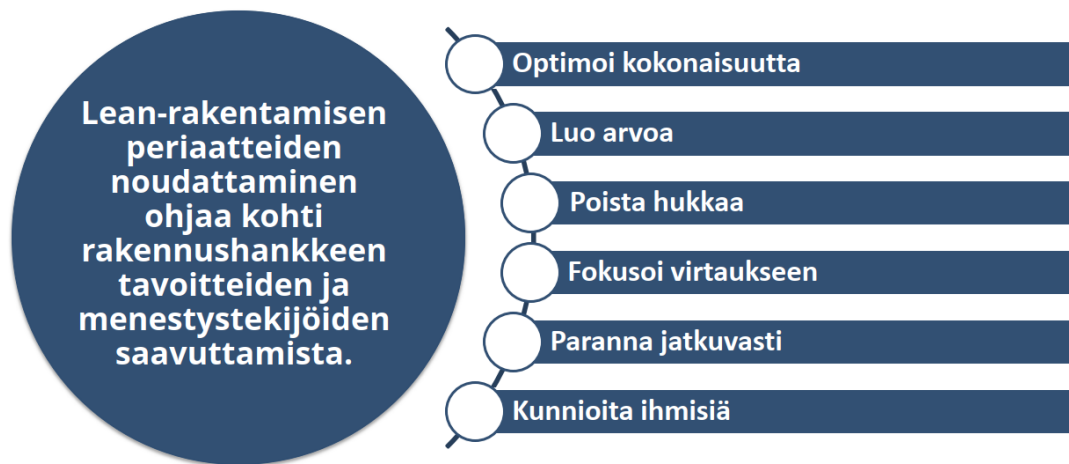 Lean-rakentamisen
periaatteiden
noudattaminen
ohjaa kohti
rakennushankkeen
tavoitteiden ja
menestystekijöiden
saavuttamista.
Optimoi kokonaisuutta
Luo arvoa
Poista hukkaa
Fokusoi virtaukseen
Paranna jatkuvasti
Kunnioita ihmisiä